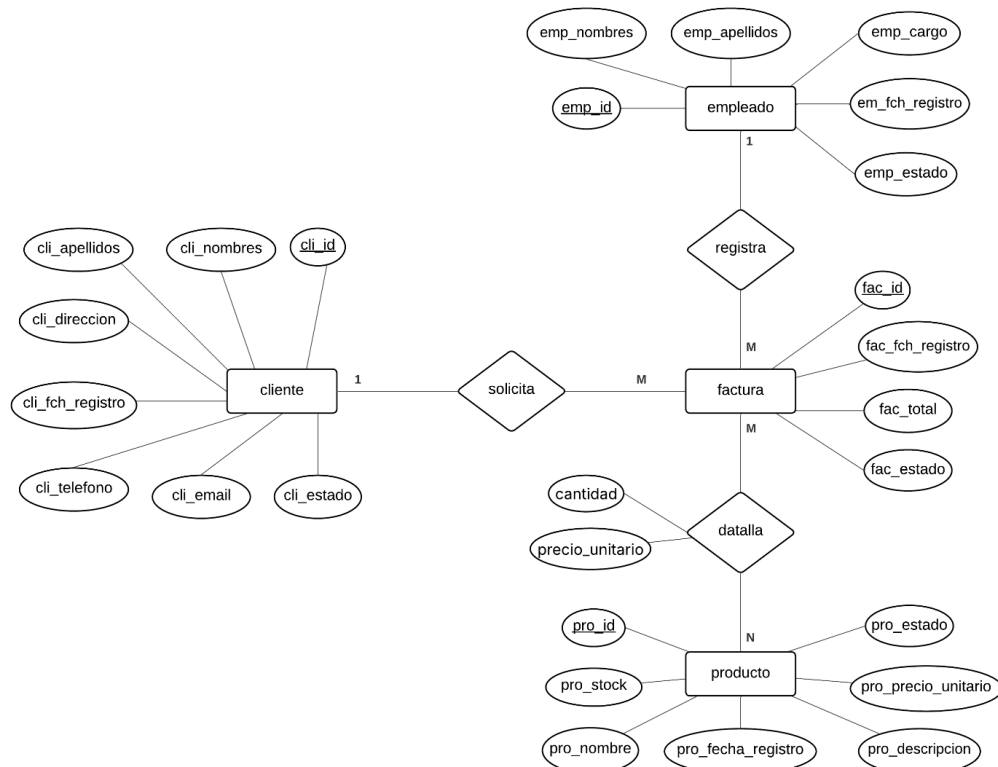 emp_nombres
emp_apellidos
emp_cargo
emp_id
empleado
em_fch_registro
1
emp_estado
cli_apellidos
cli_nombres
cli_id
registra
fac_id
cli_direccion
M
fac_fch_registro
cliente
1
solicita
M
factura
cli_fch_registro
fac_total
M
fac_estado
cli_telefono
cli_email
cli_estado
cantidad
datalla
precio_unitario
pro_id
pro_estado
N
producto
pro_stock
pro_precio_unitario
pro_nombre
pro_fecha_registro
pro_descripcion